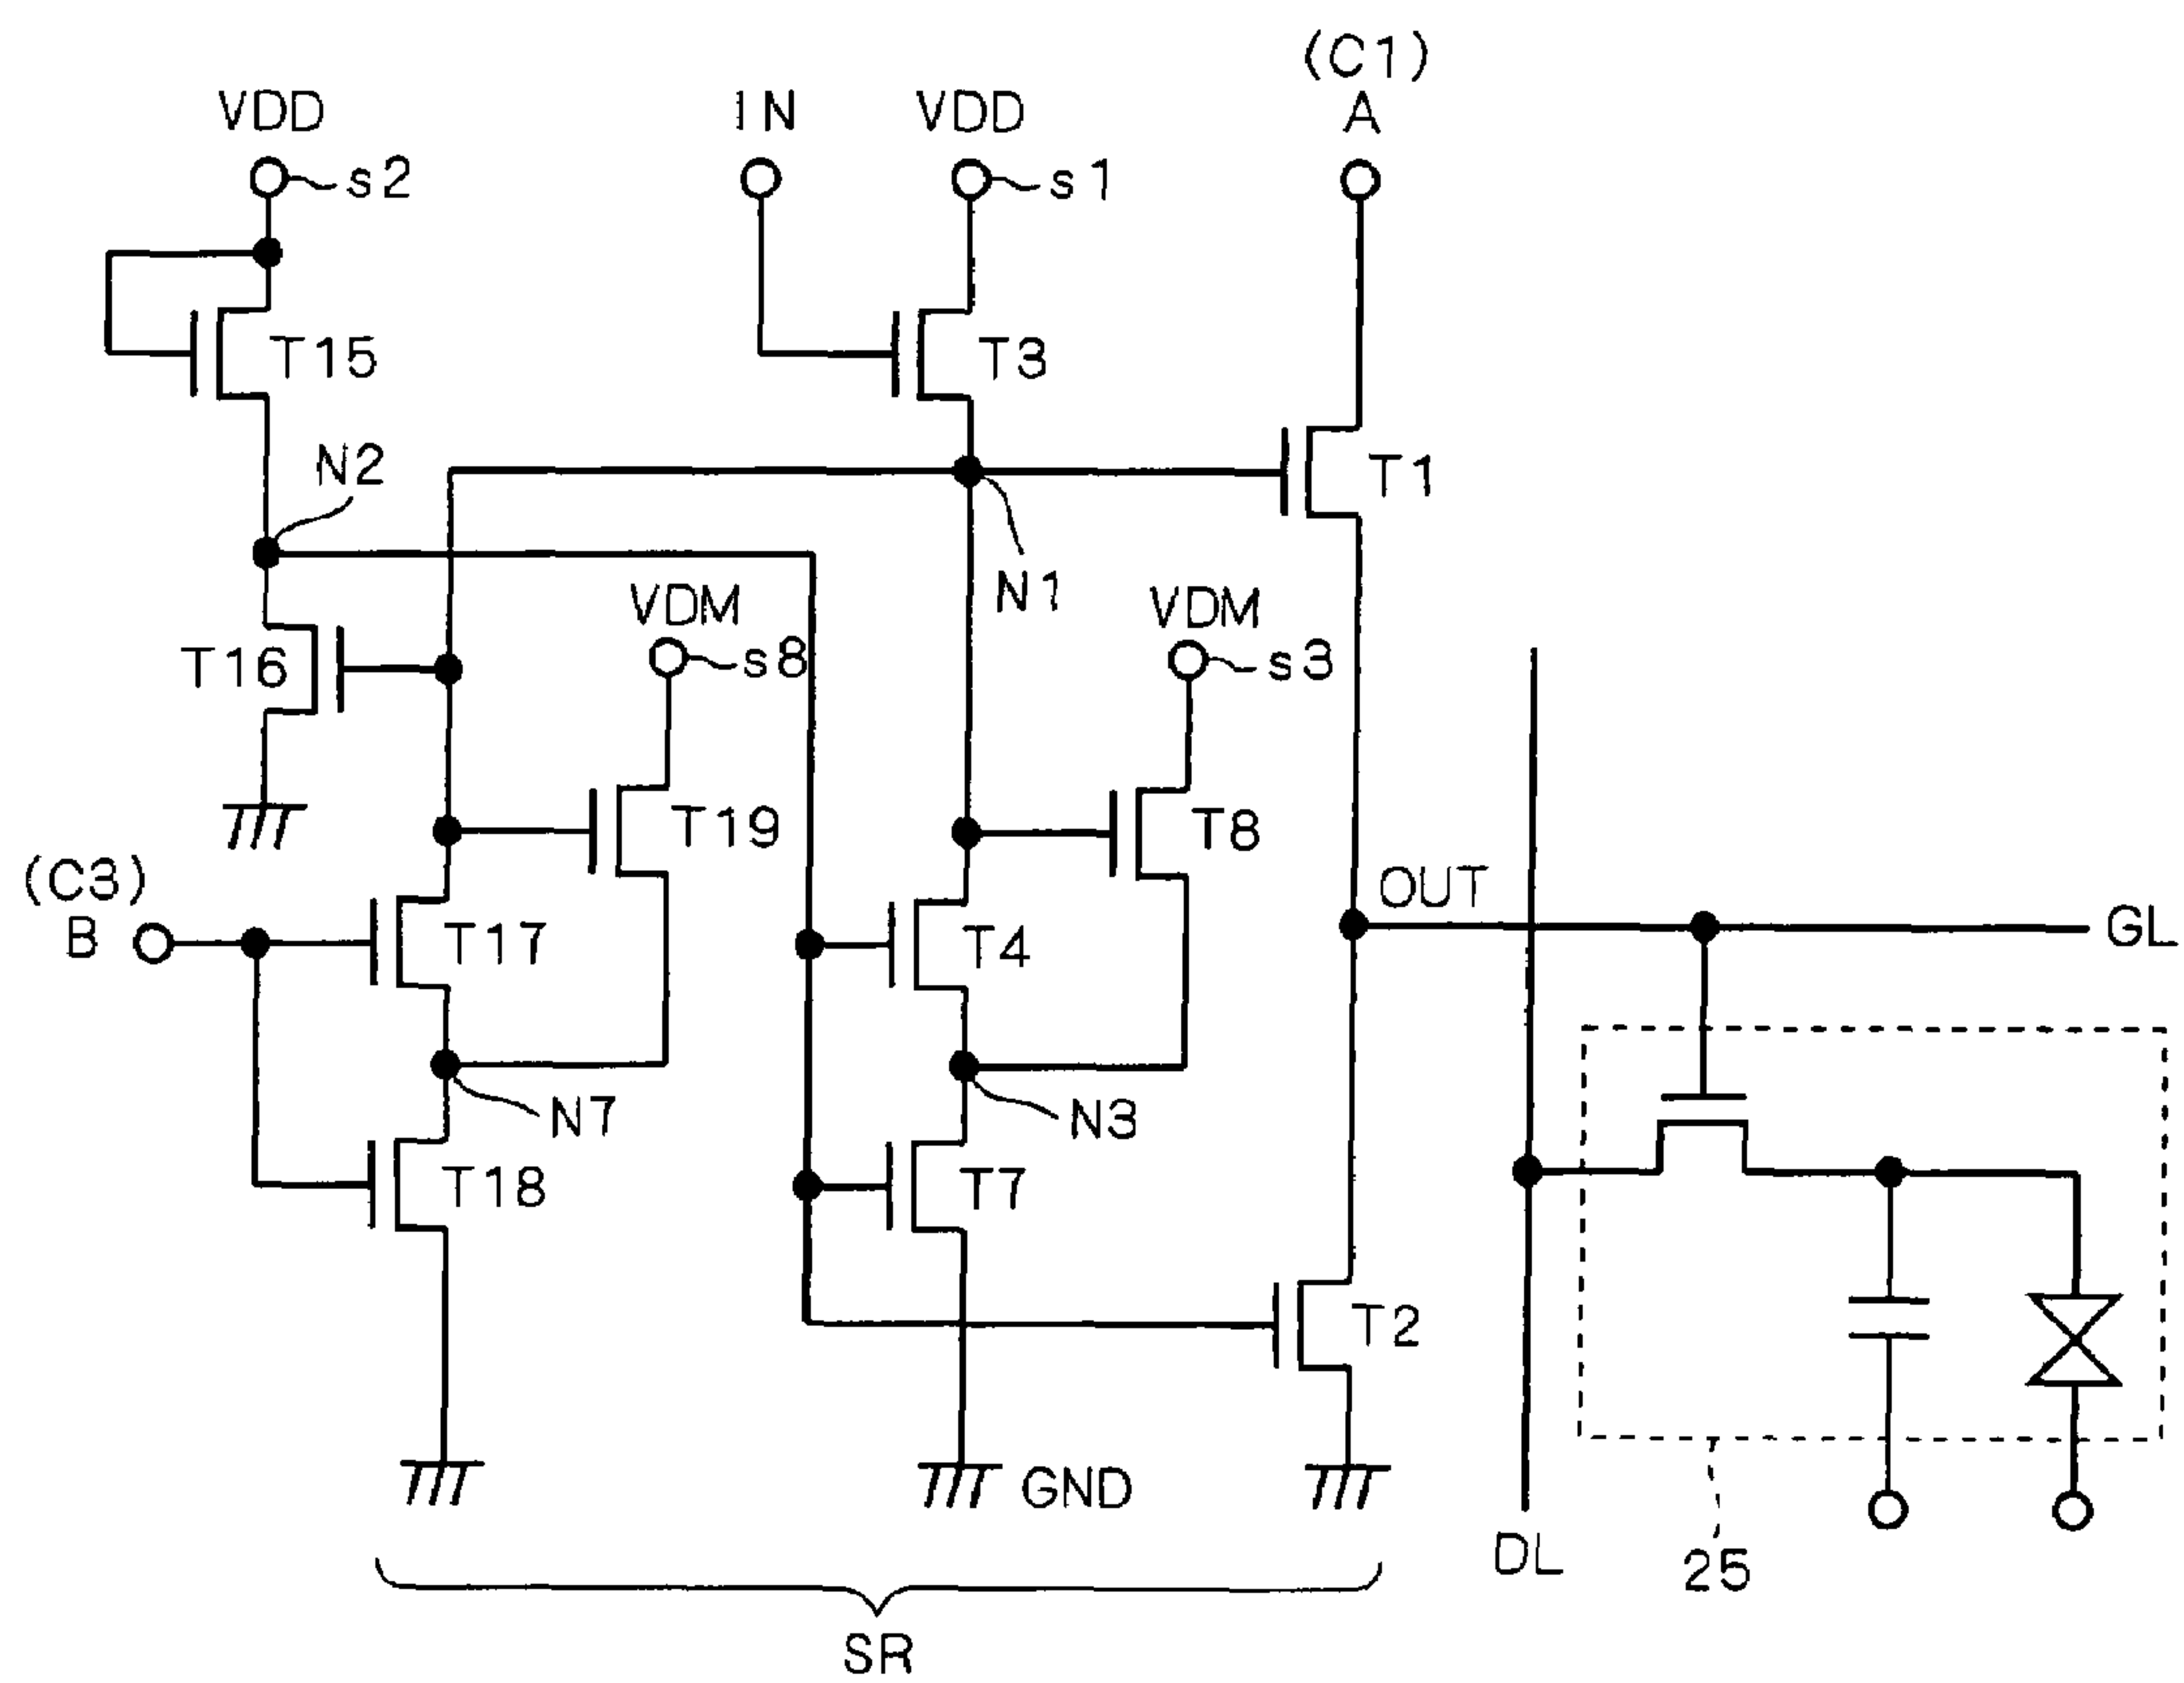 (C1)
VDD
IN
VDD
A
s2
s1
T15
T3
N2
T1
N1
VDM
VDM
T16
s8
s3
T19
T8
(C3)
OUT
B
GL
T17
T4
N7
N3
T18
T7
T2
GND
DL
25
SR